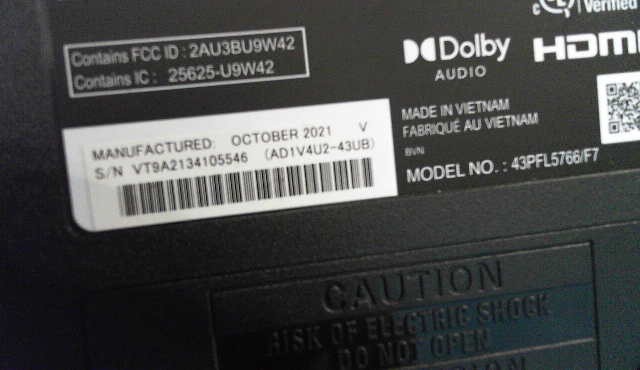 Verified
Contains FCC ID : 2AU3BU9W42
Contains IC : 25625-U9W42
Dolby
AUDIO
HDMI
MANUFACTURED: OCTOBER 2021 V
S/N VT9A2134105546 (AD1V4U2-43UB)
MADE IN VIETNAM
FABRIQUÉ AU VIETNAM
BVN
MODEL NO. : 43PFL5766/F7
CAUTION
RISK OF ELECTRIC SHOCK
DO NOT OPEN